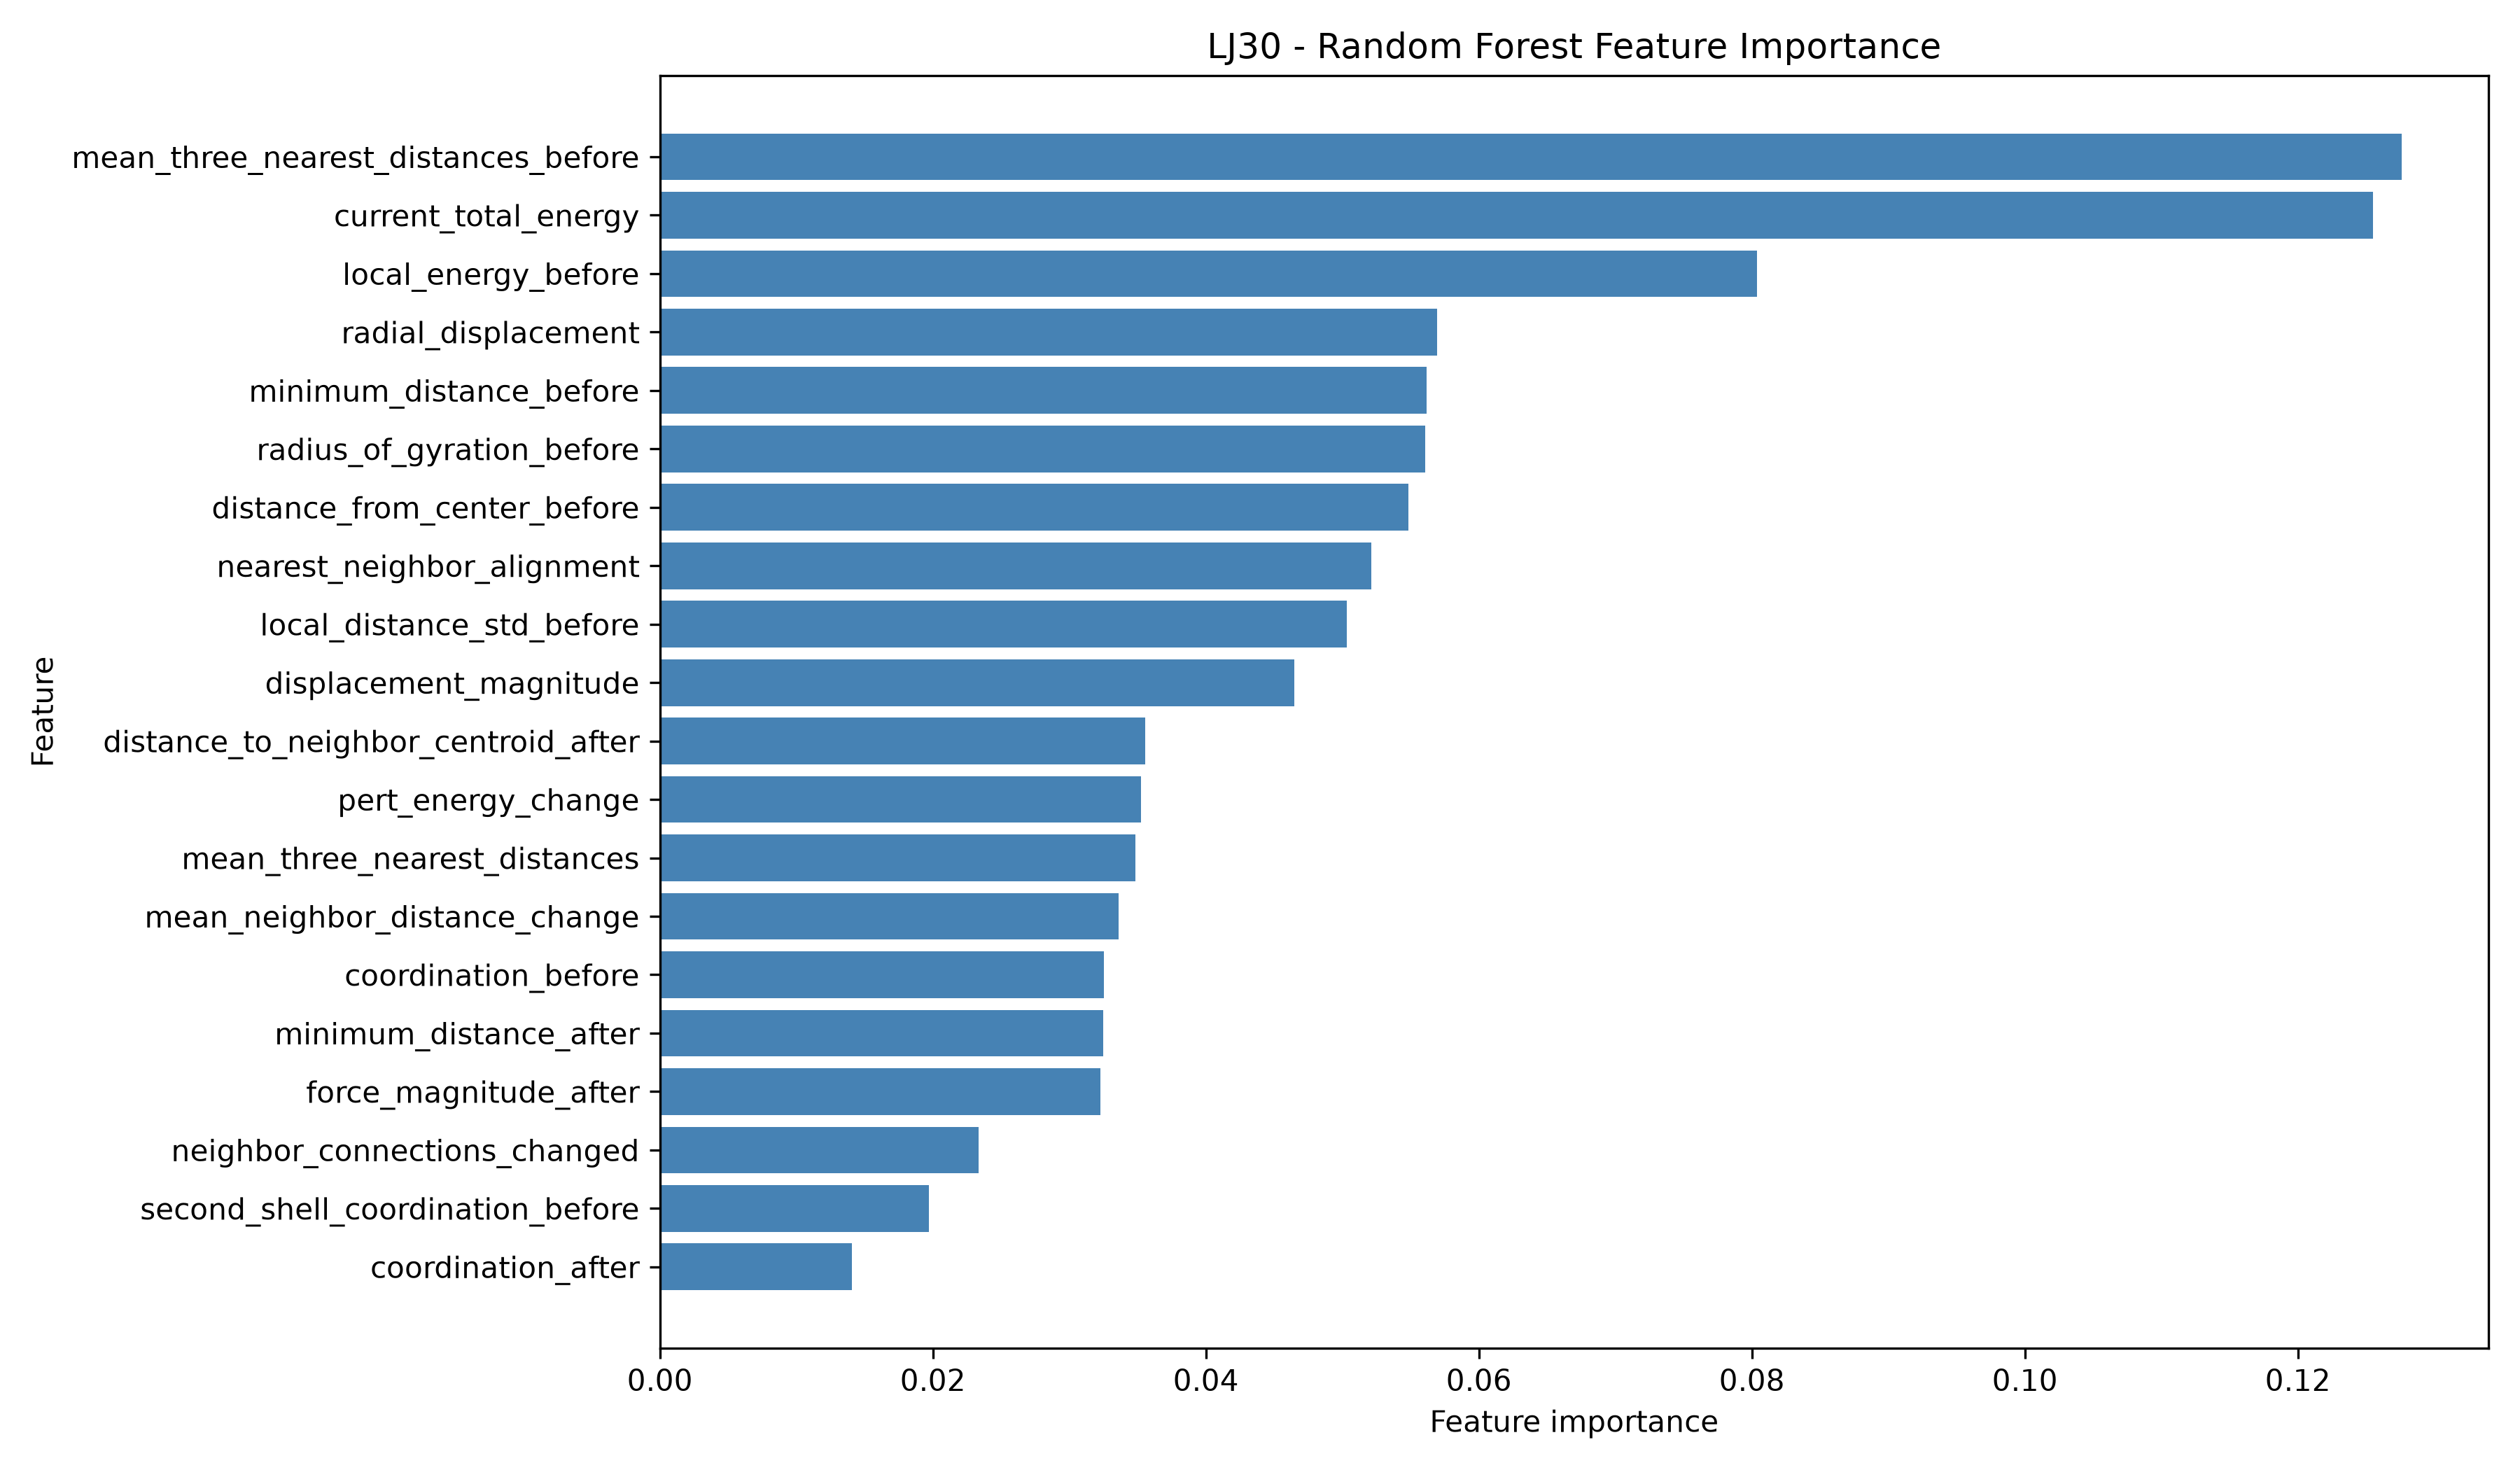 LJ30 - Random Forest Feature Importance
Feature
mean_three_nearest_distances_before
current_total_energy
local_energy_before
radial_displacement
minimum_distance_before
radius_of_gyration_before
distance_from_center_before
nearest_neighbor_alignment
local_distance_std_before
displacement_magnitude
distance_to_neighbor_centroid_after
pert_energy_change
mean_three_nearest_distances
mean_neighbor_distance_change
coordination_before
minimum_distance_after
force_magnitude_after
neighbor_connections_changed
second_shell_coordination_before
coordination_after
0.00 0.02 0.04 0.06 0.08 0.10 0.12
Feature importance